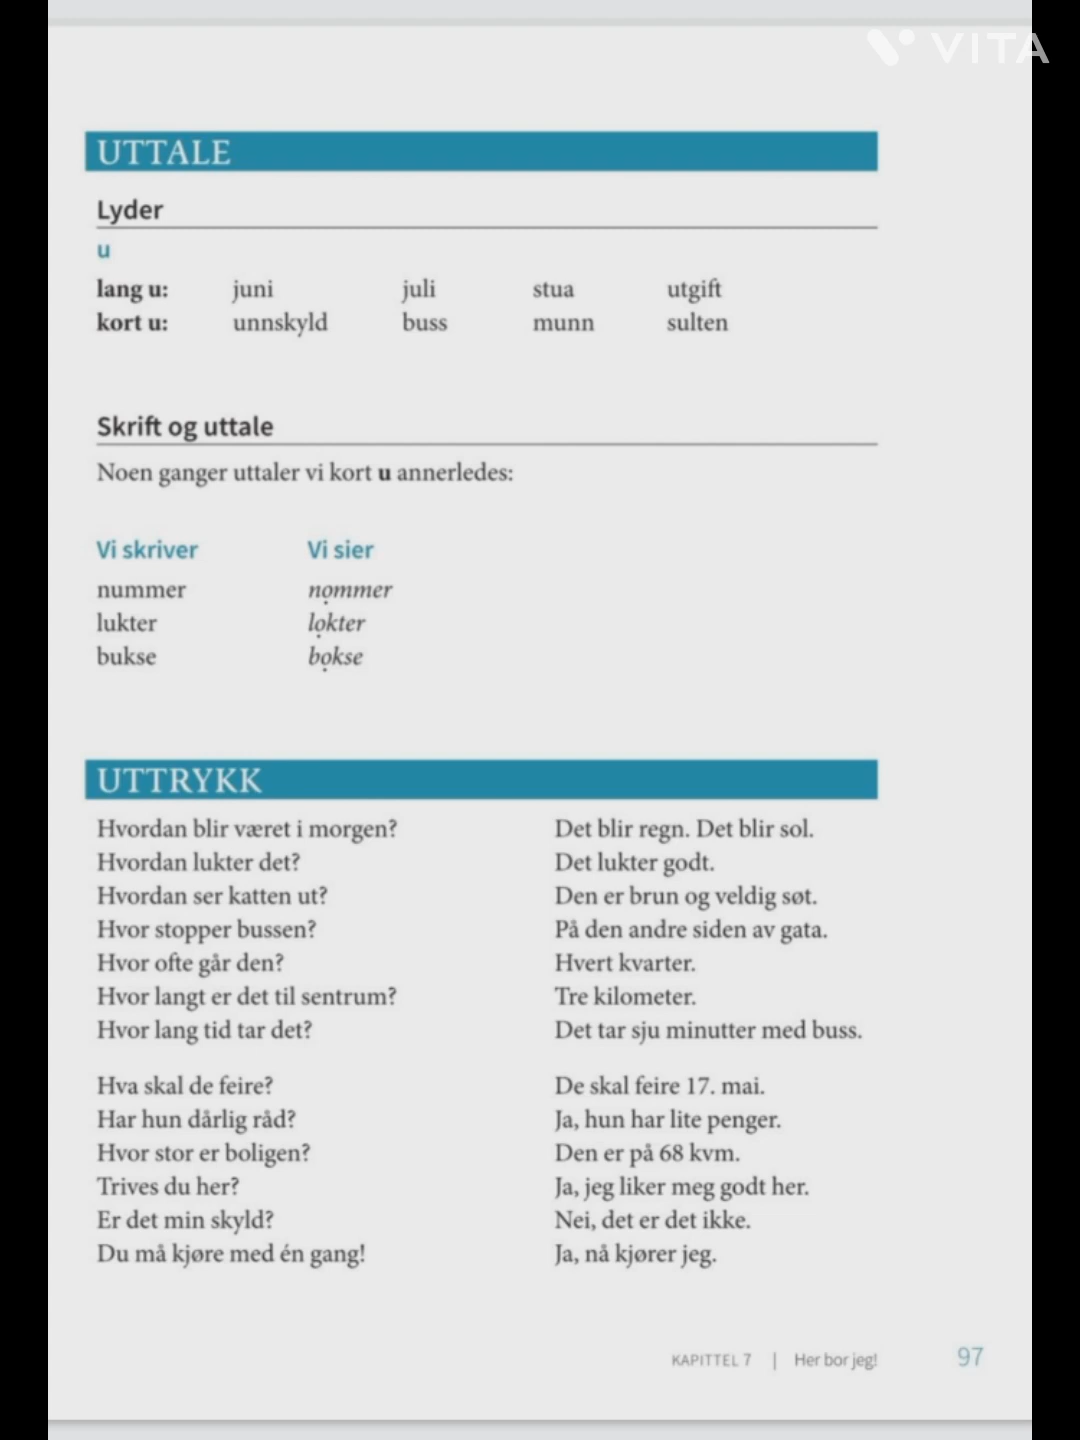 VITA
UTTALE
Lyder
u
lang u: juni juli stua utgift
kort u: unnskyld buss munn sulten
Skrift og uttale
Noen ganger uttaler vi kort u annerledes:
Vi skriver Vi sier
nummer nọmmer
lukter lọkter
bukse bọkse
UTTRYKK
Hvordan blir været i morgen? Det blir regn. Det blir sol.
Hvordan lukter det? Det lukter godt.
Hvordan ser katten ut? Den er brun og veldig søt.
Hvor stopper bussen? På den andre siden av gata.
Hvor ofte går den? Hvert kvarter.
Hvor langt er det til sentrum? Tre kilometer.
Hvor lang tid tar det? Det tar sju minutter med buss.
Hva skal de feire? De skal feire 17. mai.
Har hun dårlig råd? Ja, hun har lite penger.
Hvor stor er boligen? Den er på 68 kvm.
Trives du her? Ja, jeg liker meg godt her.
Er det min skyld? Nei, det er det ikke.
Du må kjøre med én gang! Ja, nå kjører jeg.
KAPITTEL 7 | Her bor jeg! 97